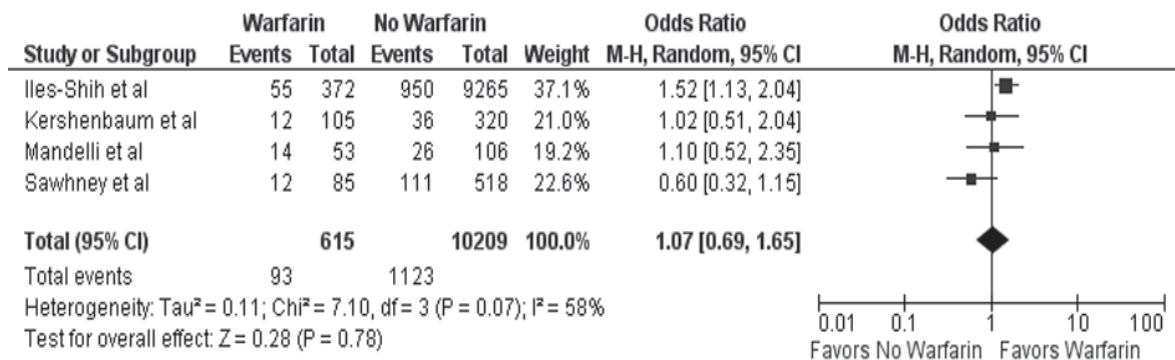 Warfarin No Warfarin Odds Ratio Odds Ratio
Study or Subgroup Events Total Events Total Weight M-H, Random, 95% CI M-H, Random, 95% CI
Iles-Shih et al 55 372 950 9265 37.1% 1.52 [1.13, 2.04]
Kershenbaum et al 12 105 36 320 21.0% 1.02 [0.51, 2.04]
Mandelli et al 14 53 26 106 19.2% 1.10 [0.52, 2.35]
Sawhney et al 12 85 111 518 22.6% 0.60 [0.32, 1.15]
Total (95% CI) 615 10209 100.0% 1.07 [0.69, 1.65]
Total events 93 1123
Heterogeneity: Tau² = 0.11; Chi² = 7.10, df = 3 (P = 0.07); I² = 58%
Test for overall effect: Z = 0.28 (P = 0.78)
0.01 0.1 1 10 100
Favors No Warfarin Favors Warfarin